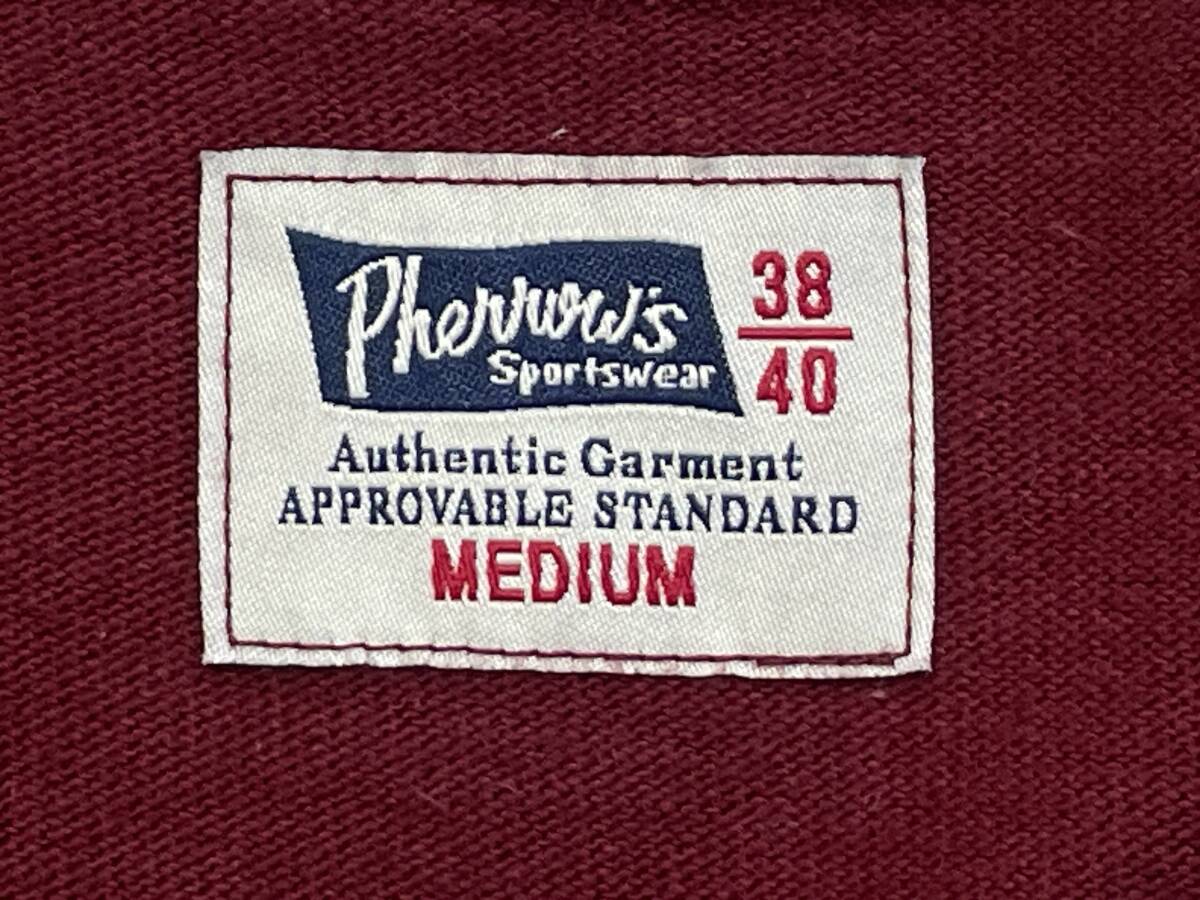 Pherrow's
Sportswear
38
40
Authentic Garment
APPROVABLE STANDARD
MEDIUM